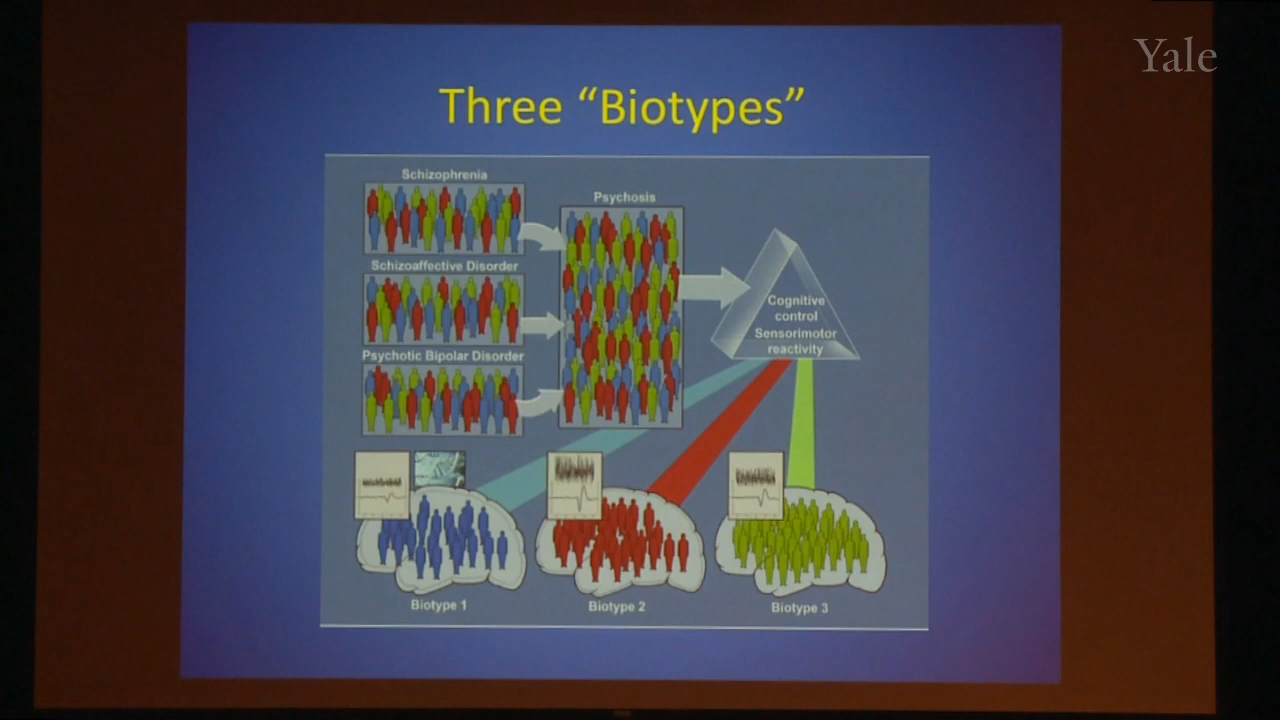 Yale
Three “Biotypes”
Schizophrenia
Psychosis
Schizoaffective Disorder
Psychotic Bipolar Disorder
Cognitive
control
Sensorimotor
reactivity
Biotype 1
Biotype 2
Biotype 3